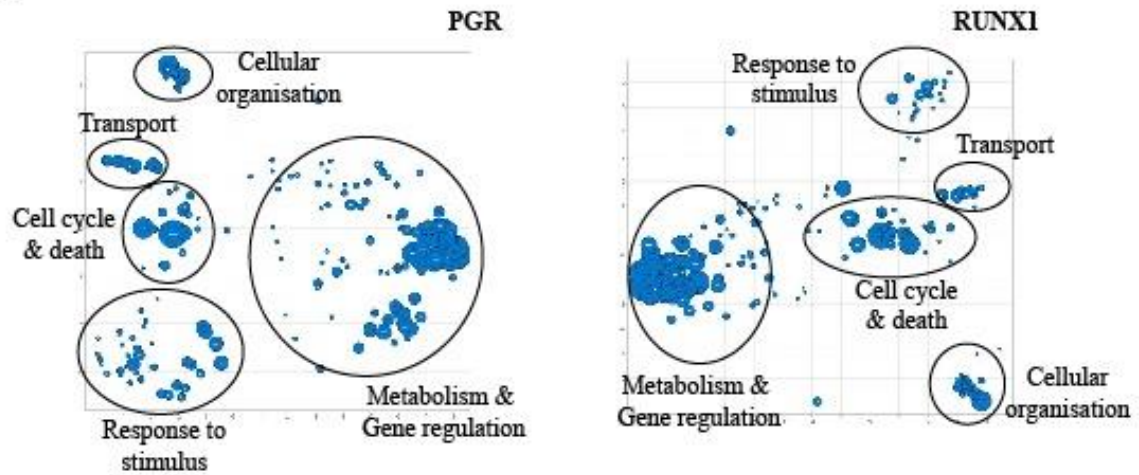 PGR
Cellular
organisation
Transport
Cell cycle
& death
Response to
stimulus
Metabolism &
Gene regulation
RUNX1
Response to
stimulus
Transport
Cell cycle
& death
Metabolism &
Gene regulation
Cellular
organisation